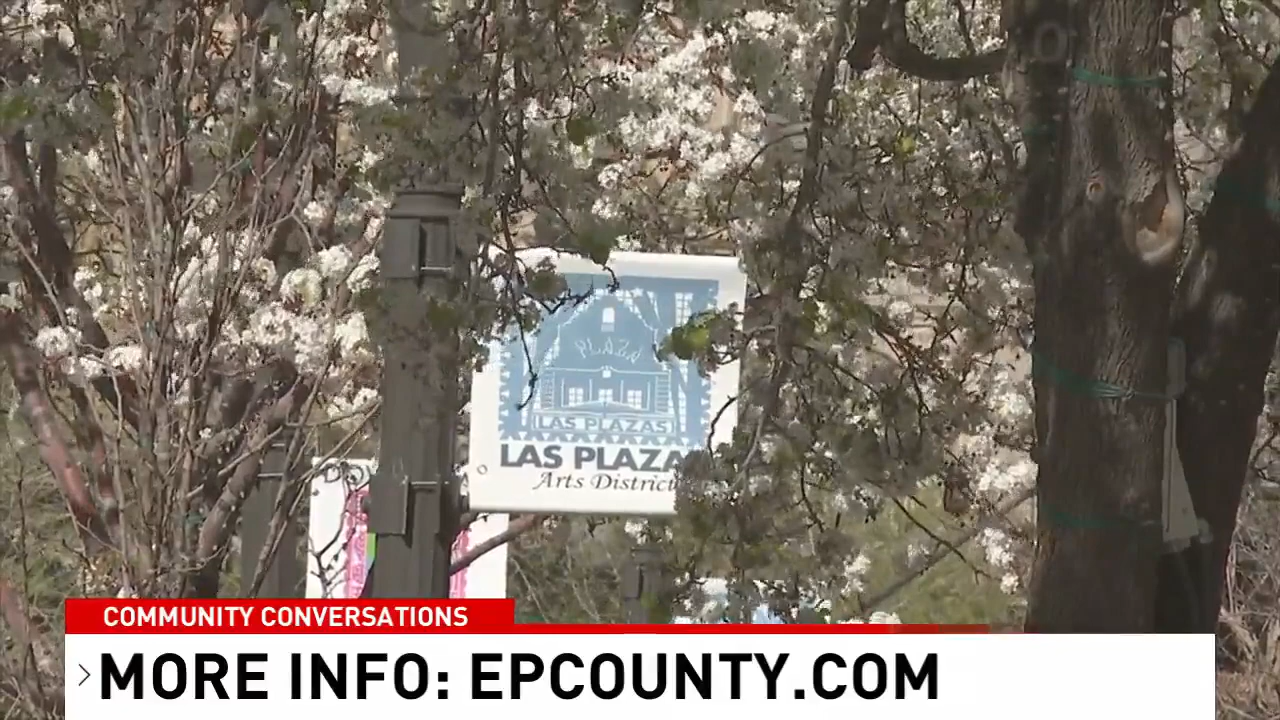 PLAZA
(LAS PLAZAS)
LAS PLAZA
Arts District
COMMUNITY CONVERSATIONS
MORE INFO: EPCOUNTY.COM